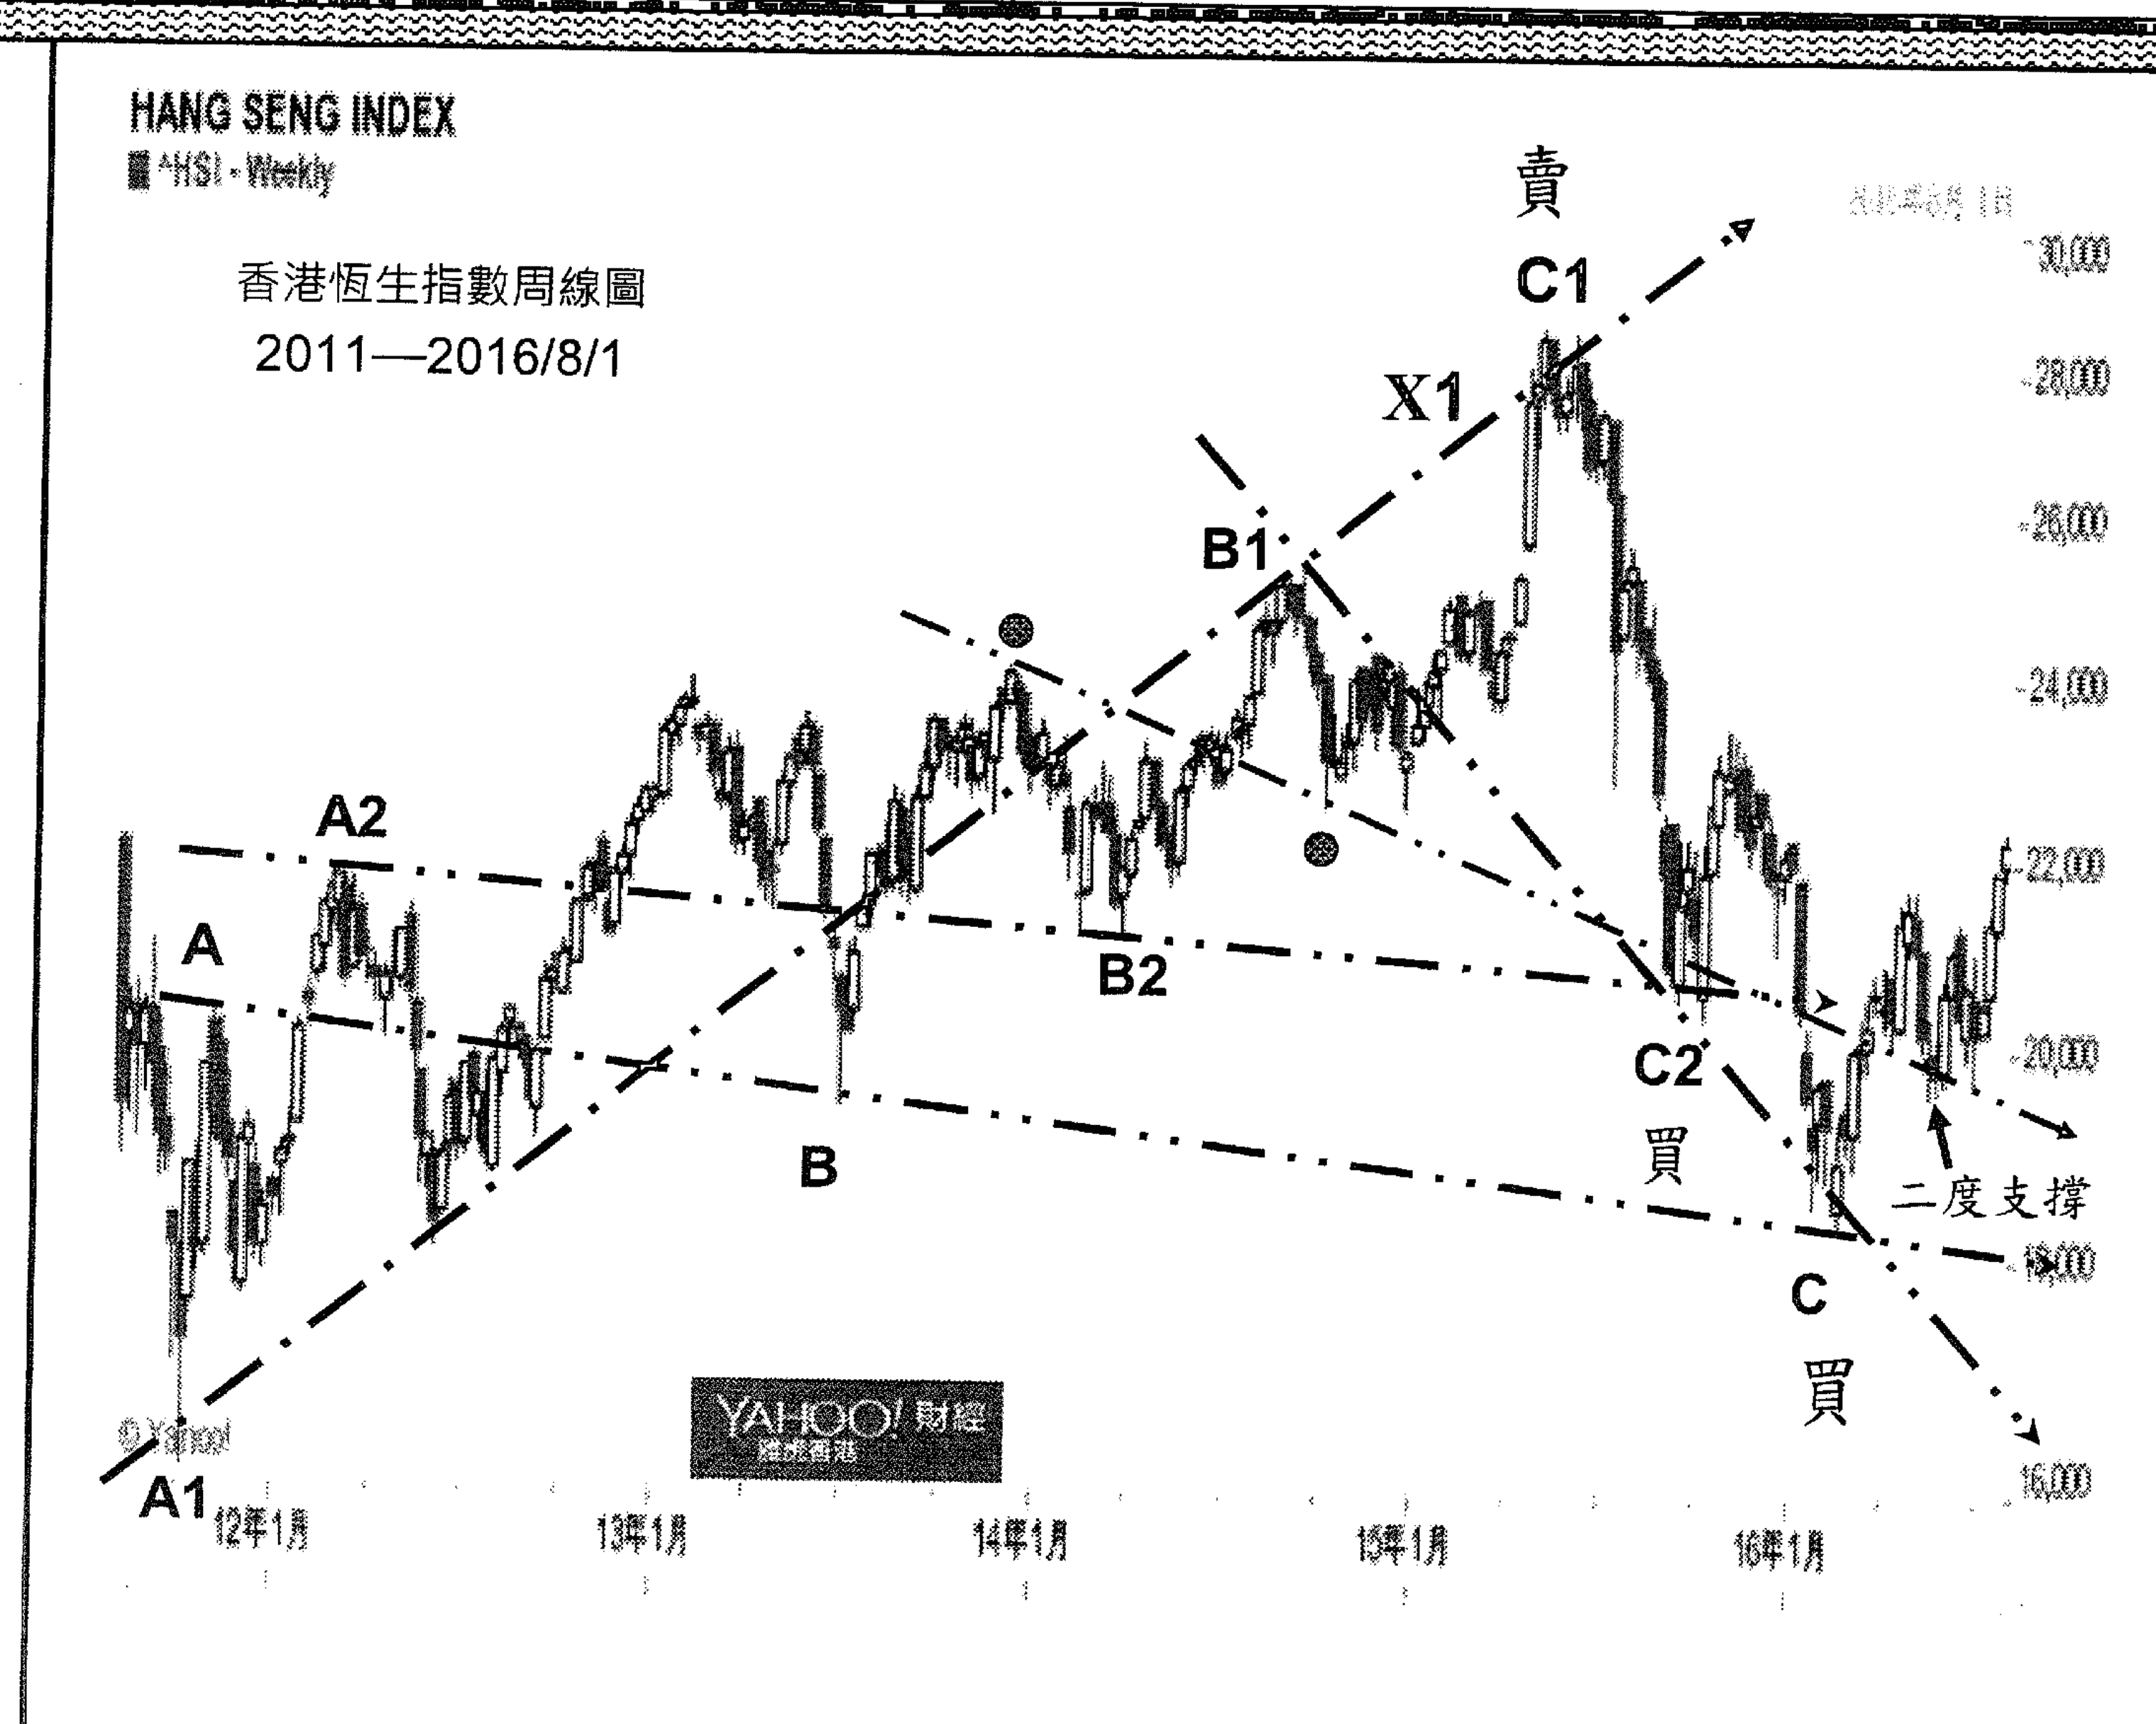 HANG SENG INDEX
^HSI - Weekly
香港恆生指數周線圖
2011—2016/8/1
賣
C1
X1
B1
A2
A
B2
B
C2
買
二度支撐
C
買
A1
30,000
28,000
26,000
24,000
22,000
20,000
18,000
16,000
© Yahoo!
YAHOO! 財經
雅虎香港
12年1月
13年1月
14年1月
15年1月
16年1月